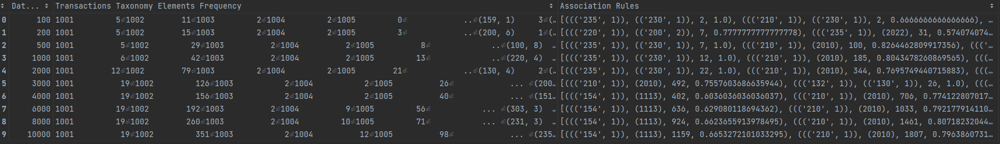 Dat... Transactions Taxonomy Elements Frequency Association Rules
0 100 1001 5⏎1002 11⏎1003 2⏎1004 2⏎1005 0⏎ ..⏎(159, 1) 3⏎(… [((('235', 1)), (('230', 1)), 2, 1.0), ((('210', 1)), (('230', 1)), 2, 0.6666666666666666), …
1 200 1001 5⏎1002 15⏎1003 2⏎1004 2⏎1005 3⏎ ..⏎(200, 6) 1⏎(… [((('220', 1)), (('200', 2)), 7, 0.7777777777777778), ((('235', 1)), (2022), 31, 0.574074074…
2 500 1001 5⏎1002 29⏎1003 2⏎1004 2⏎1005 8⏎ ..⏎(100, 8) … [((('235', 1)), (('230', 1)), 7, 1.0), ((('210', 1)), (2010), 100, 0.8264462809917356), ((('…
3 1000 1001 6⏎1002 42⏎1003 2⏎1004 2⏎1005 13⏎ ..⏎(220, 4) … [((('235', 1)), (('230', 1)), 12, 1.0), ((('210', 1)), (2010), 185, 0.8043478260869565), (((…
4 2000 1001 12⏎1002 79⏎1003 2⏎1004 2⏎1005 21⏎ ...⏎(130, 4) 2⏎(… [((('235', 1)), (('230', 1)), 22, 1.0), ((('210', 1)), (2010), 344, 0.7695749440715883), (((…
5 3000 1001 19⏎1002 126⏎1003 2⏎1004 2⏎1005 26⏎ ... ⏎(200… [((('210', 1)), (2010), 492, 0.7557603686635944), ((('132', 1)), (('130', 1)), 26, 1.0), (((…
6 4000 1001 19⏎1002 156⏎1003 2⏎1004 2⏎1005 40⏎ ... ⏎(151… [((('154', 1)), (1113), 402, 0.6036036036036037), ((('210', 1)), (2010), 706, 0.774122807017…
7 6000 1001 19⏎1002 192⏎1003 2⏎1004 9⏎1005 56⏎ ... ⏎(303, 3) … [((('154', 1)), (1113), 636, 0.629080118694362), ((('210', 1)), (2010), 1033, 0.792177914110…
8 8000 1001 19⏎1002 260⏎1003 2⏎1004 10⏎1005 71⏎ ... ⏎(231, 3) … [((('154', 1)), (1113), 924, 0.6623655913978495), ((('210', 1)), (2010), 1461, 0.80718232044…
9 10000 1001 19⏎1002 351⏎1003 2⏎1004 12⏎1005 98⏎ ... ⏎(235… [((('154', 1)), (1113), 1159, 0.6653272101033295), ((('210', 1)), (2010), 1807, 0.7963860731…